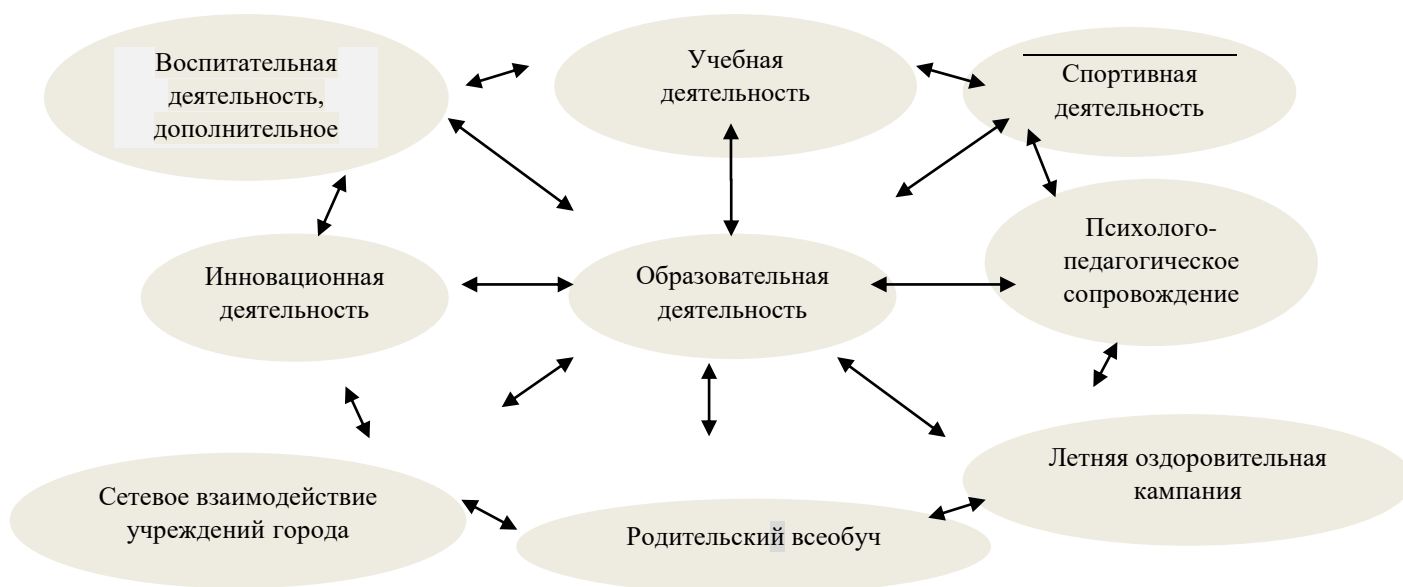 Воспитательная
деятельность,
дополнительное
Учебная
деятельность
Спортивная
деятельность
Инновационная
деятельность
Образовательная
деятельность
Психолого-
педагогическое
сопровождение
Сетевое взаимодействие
учреждений города
Родительский всеобуч
Летняя оздоровительная
кампания